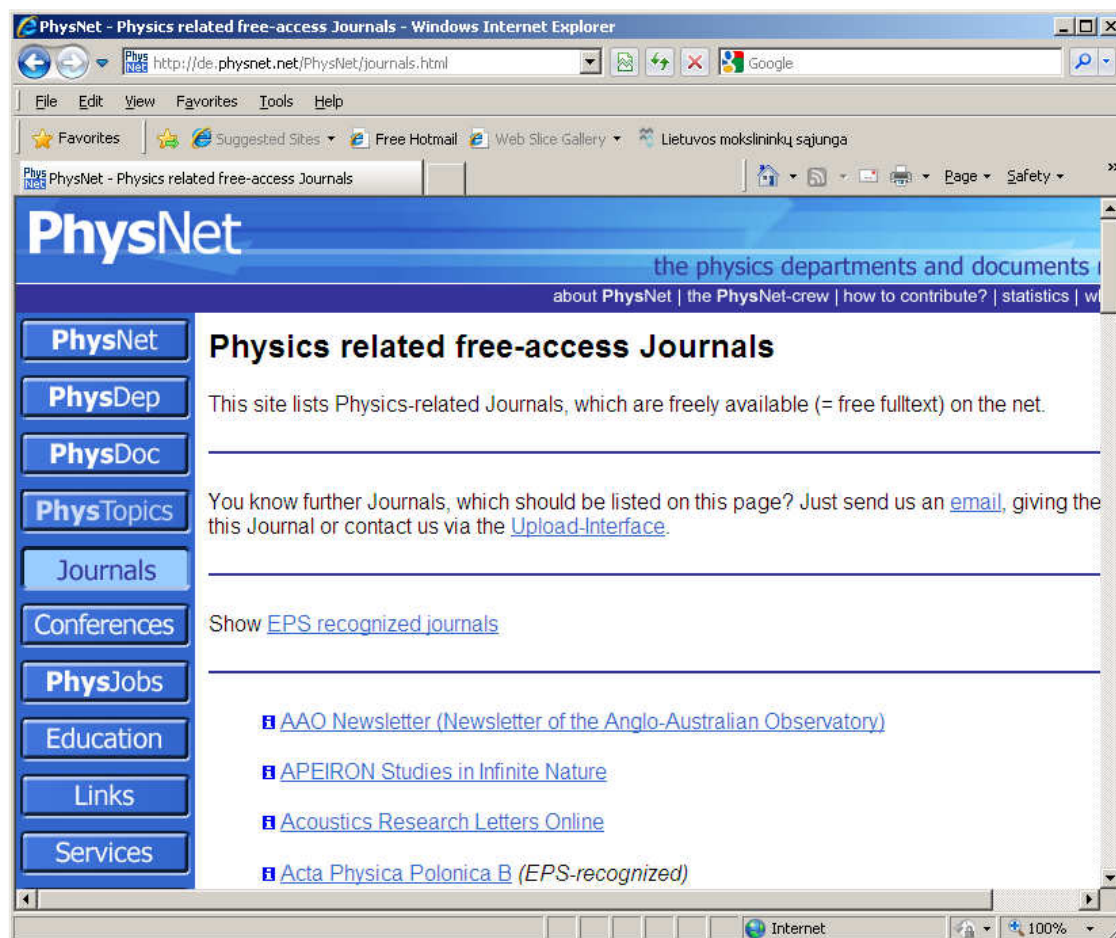 PhysNet - Physics related free-access Journals - Windows Internet Explorer
Phys Net http://de.physnet.net/PhysNet/journals.html Google
File Edit View Favorites Tools Help
Favorites Suggested Sites Free Hotmail Web Slice Gallery Lietuvos mokslininkų sąjunga
Phys Net PhysNet - Physics related free-access Journals Page Safety »
PhysNet
the physics departments and documents
about PhysNet | the PhysNet-crew | how to contribute? | statistics |
PhysNet
PhysDep
PhysDoc
PhysTopics
Journals
Conferences
PhysJobs
Education
Links
Services
Physics related free-access Journals
This site lists Physics-related Journals, which are freely available (= free fulltext) on the net.
You know further Journals, which should be listed on this page? Just send us an email, giving the
this Journal or contact us via the Upload-Interface.
Show EPS recognized journals
AAO Newsletter (Newsletter of the Anglo-Australian Observatory)
APEIRON Studies in Infinite Nature
Acoustics Research Letters Online
Acta Physica Polonica B (EPS-recognized)
Internet 100%